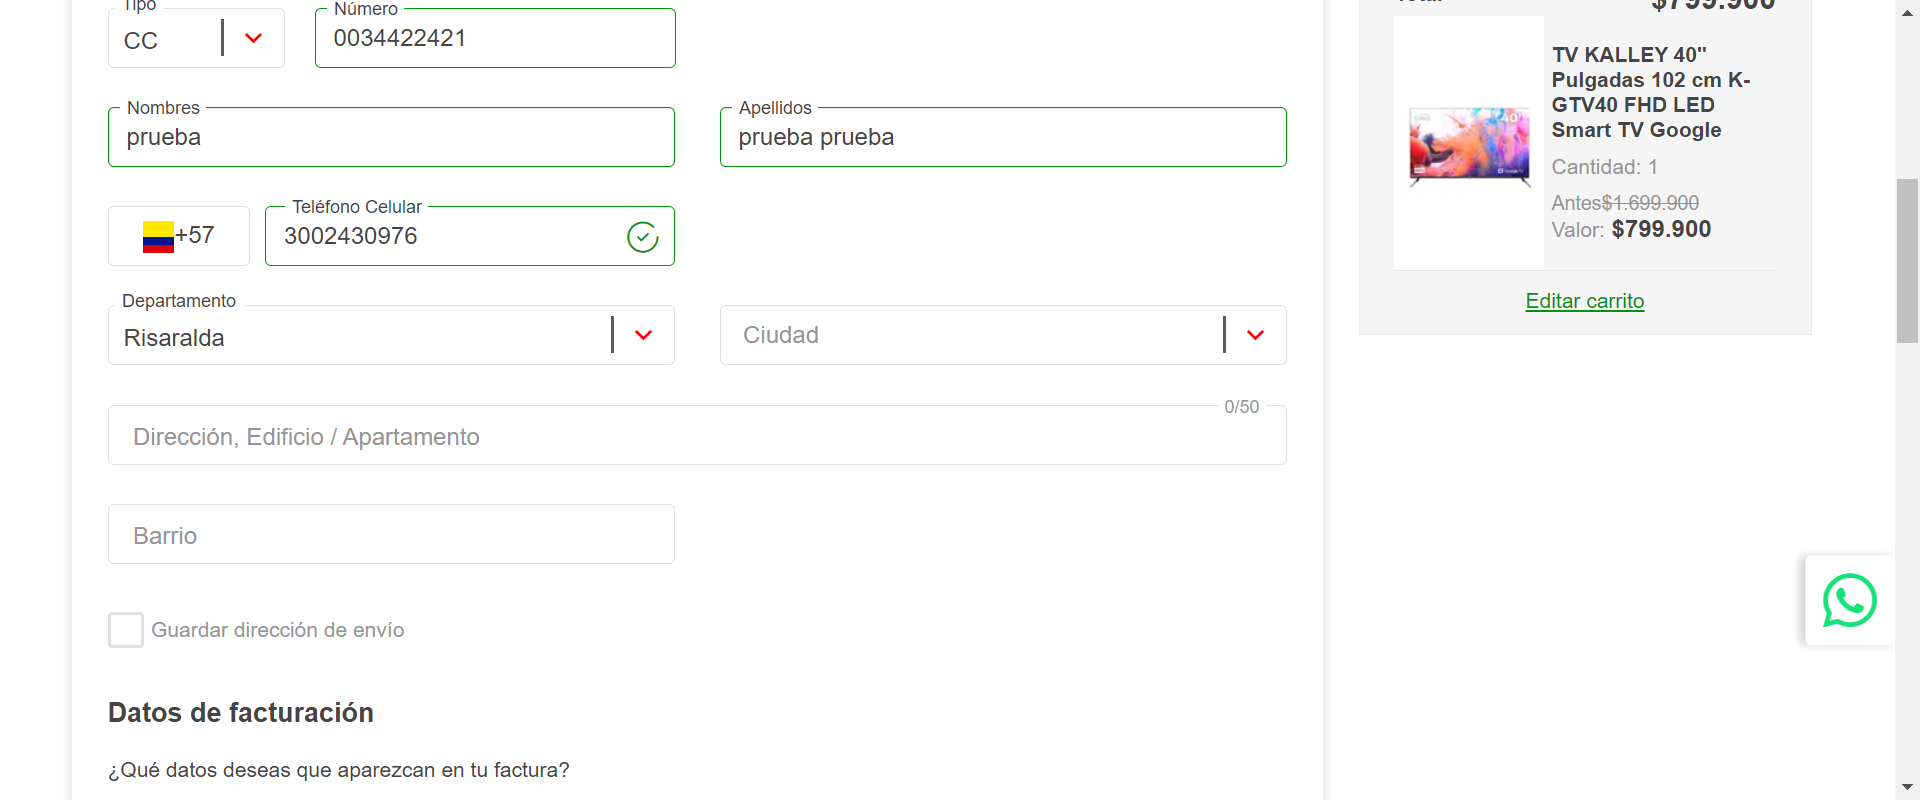 Tipo
Número
CC
0034422421
Nombres
prueba
Apellidos
prueba prueba
+57
Teléfono Celular
3002430976
Departamento
Risaralda
Ciudad
0/50
Dirección, Edificio / Apartamento
Barrio
Guardar dirección de envío
Datos de facturación
¿Qué datos deseas que aparezcan en tu factura?
$799.900
TV KALLEY 40"
Pulgadas 102 cm K-
GTV40 FHD LED
Smart TV Google
Cantidad: 1
Antes$1.699.900
Valor: $799.900
Editar carrito